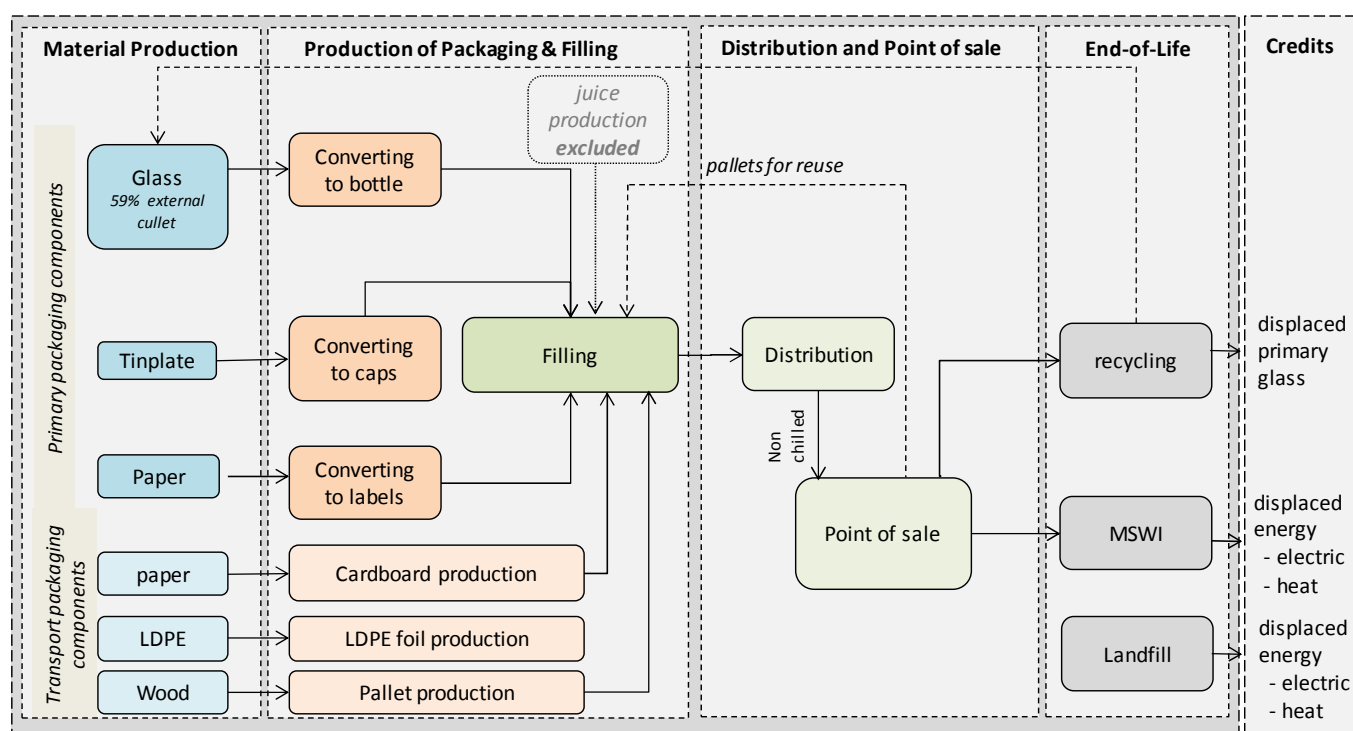 Material Production
Production of Packaging & Filling
Distribution and Point of sale
End-of-Life
Credits
juice
production
excluded
Primary packaging components
Glass
59% external
cullet
Converting
to bottle
pallets for reuse
Tinplate
Converting
to caps
Filling
Distribution
recycling
displaced
primary
glass
Non
chilled
Paper
Converting
to labels
Point of sale
MSWI
displaced
energy
- electric
- heat
Transport packaging
components
paper
Cardboard production
LDPE
LDPE foil production
Wood
Pallet production
Landfill
displaced
energy
- electric
- heat